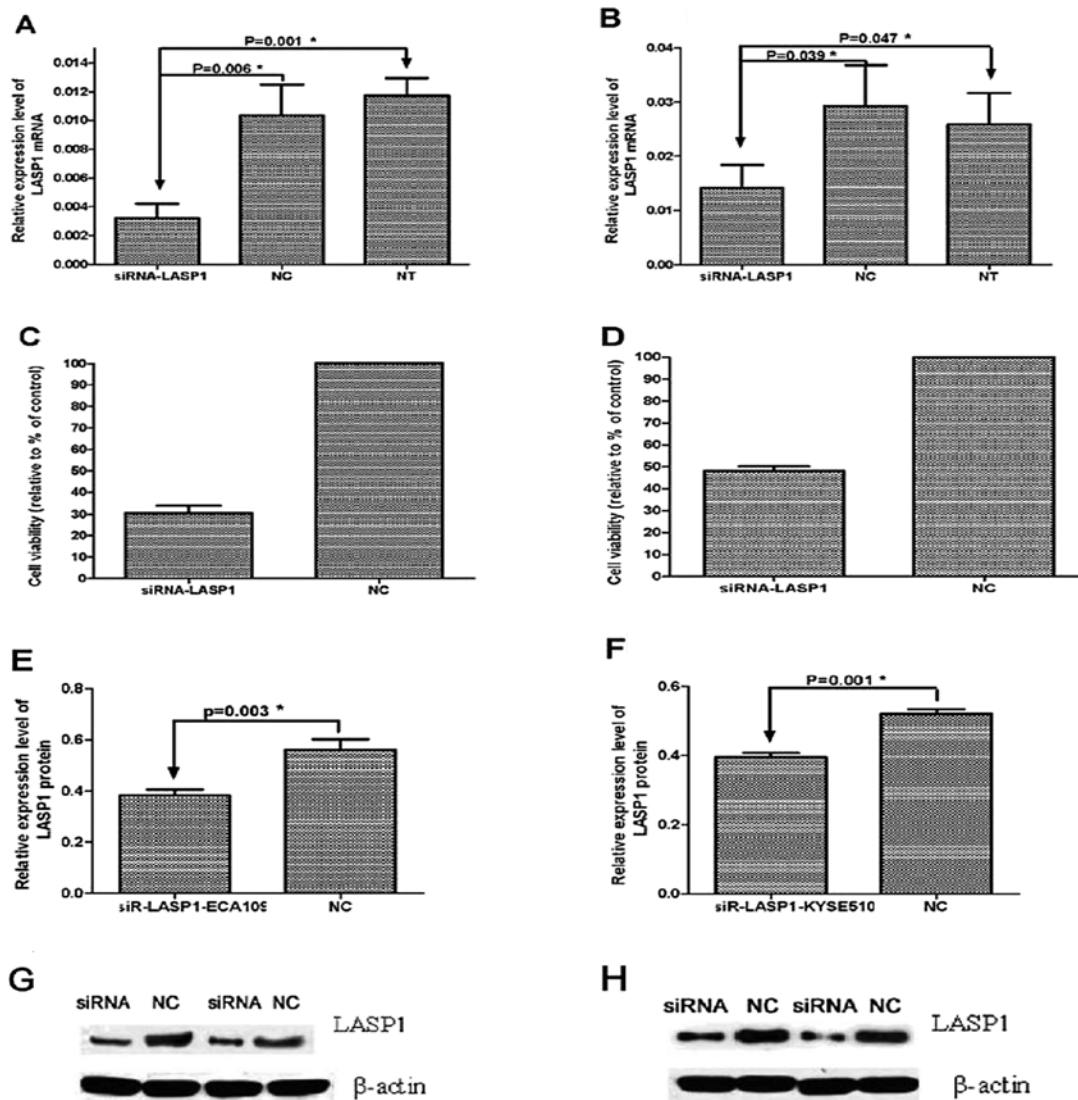 A
P=0.001 *
P=0.006 *
Relative expression level of
LASP1 mRNA
0.014
0.012
0.010
0.008
0.006
0.004
0.002
0.000
siRNA-LASP1 NC NT
B
P=0.047 *
P=0.039 *
Relative expression level of
LASP1 mRNA
0.04
0.03
0.02
0.01
0.00
siRNA-LASP1 NC NT
C
Cell viability (relative to % of control)
100
90
80
70
60
50
40
30
20
10
0
siRNA-LASP1 NC
D
Cell viability (relative to % of control)
100
90
80
70
60
50
40
30
20
10
0
siRNA-LASP1 NC
E
p=0.003 *
Relative expression level of
LASP1 protein
0.8
0.6
0.4
0.2
0.0
siR-LASP1-ECA109 NC
F
P=0.001 *
Relative expression level of
LASP1 protein
0.6
0.4
0.2
0.0
siR-LASP1-KYSE510 NC
G
siRNA NC siRNA NC
LASP1
β-actin
H
siRNA NC siRNA NC
LASP1
β-actin